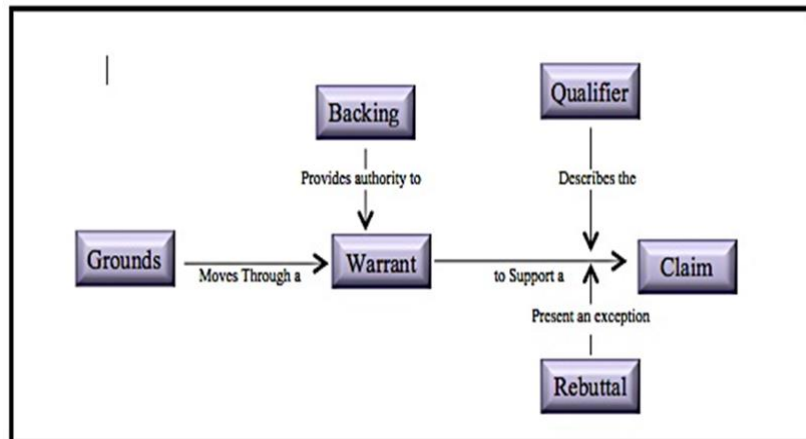 Qualifier
Backing
Provides authority to
Describes the
Grounds
Moves Through a
Warrant
to Support a
Claim
Present an exception
Rebuttal